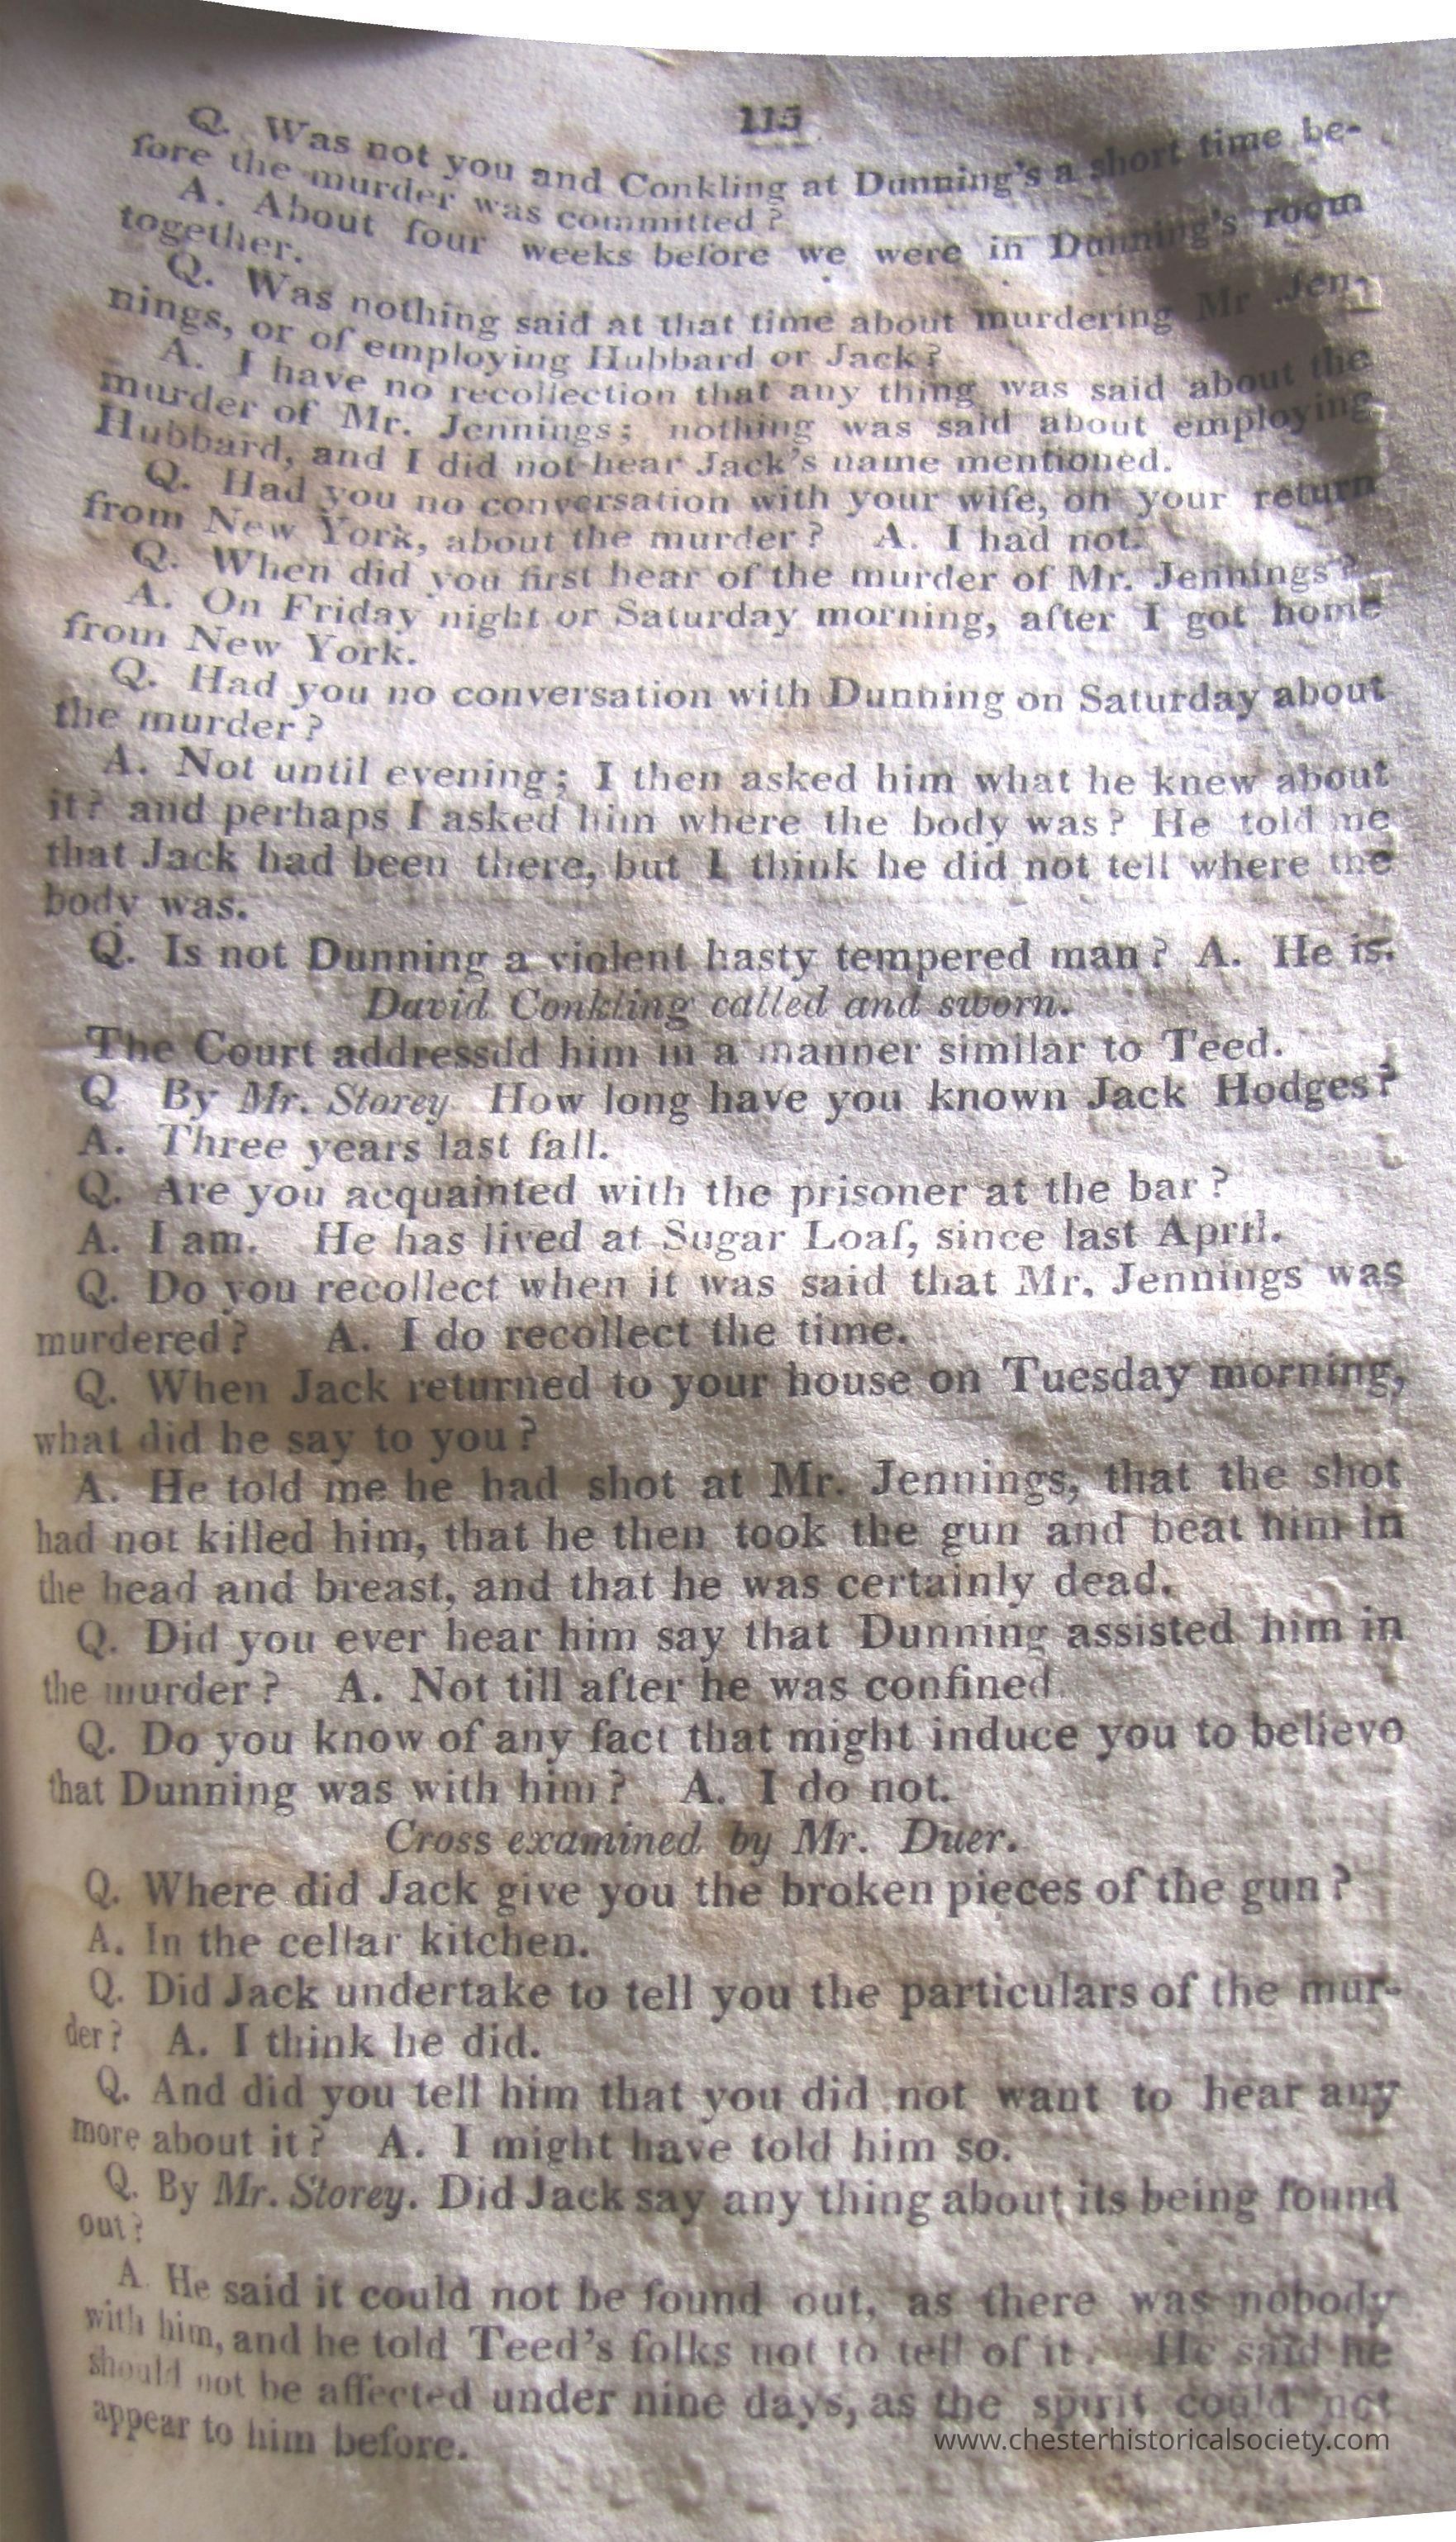 115
Q. Was not you and Conkling at Dunning's a short time be-
fore the murder was committed?
A. About four weeks before we were in Dunning's room
together.
Q. Was nothing said at that time about murdering Mr Jen-
nings, or of employing Hubbard or Jack?
A. I have no recollection that any thing was said about the
murder of Mr. Jennings; nothing was said about employing
Hubbard, and I did not hear Jack's name mentioned.
Q. Had you no conversation with your wife, on your return
from New York, about the murder? A. I had not.
Q. When did you first hear of the murder of Mr. Jennings?
A. On Friday night or Saturday morning, after I got home
from New York.
Q. Had you no conversation with Dunning on Saturday about
the murder?
A. Not until evening; I then asked him what he knew about
it? and perhaps I asked him where the body was? He told me
that Jack had been there, but I think he did not tell where the
body was.
Q. Is not Dunning a violent hasty tempered man? A. He is.
David Conkling called and sworn.
The Court addressdd him in a manner similar to Teed.
Q By Mr. Storey. How long have you known Jack Hodges?
A. Three years last fall.
Q. Are you acquainted with the prisoner at the bar?
A. I am. He has lived at Sugar Loaf, since last April.
Q. Do you recollect when it was said that Mr. Jennings was
murdered? A. I do recollect the time.
Q. When Jack returned to your house on Tuesday morning,
what did he say to you?
A. He told me he had shot at Mr. Jennings, that the shot
had not killed him, that he then took the gun and beat him in
the head and breast, and that he was certainly dead.
Q. Did you ever hear him say that Dunning assisted him in
the murder? A. Not till after he was confined.
Q. Do you know of any fact that might induce you to believe
that Dunning was with him? A. I do not.
Cross examined by Mr. Duer.
Q. Where did Jack give you the broken pieces of the gun?
A. In the cellar kitchen.
Q. Did Jack undertake to tell you the particulars of the mur-
der? A. I think he did.
Q. And did you tell him that you did not want to hear any
more about it? A. I might have told him so.
Q. By Mr. Storey. Did Jack say any thing about its being found
out?
A. He said it could not be found out, as there was nobody
with him, and he told Teed's folks not to tell of it. He said he
should not be affected under nine days, as the spirit could not
appear to him before.
www.chesterhistoricalsociety.com